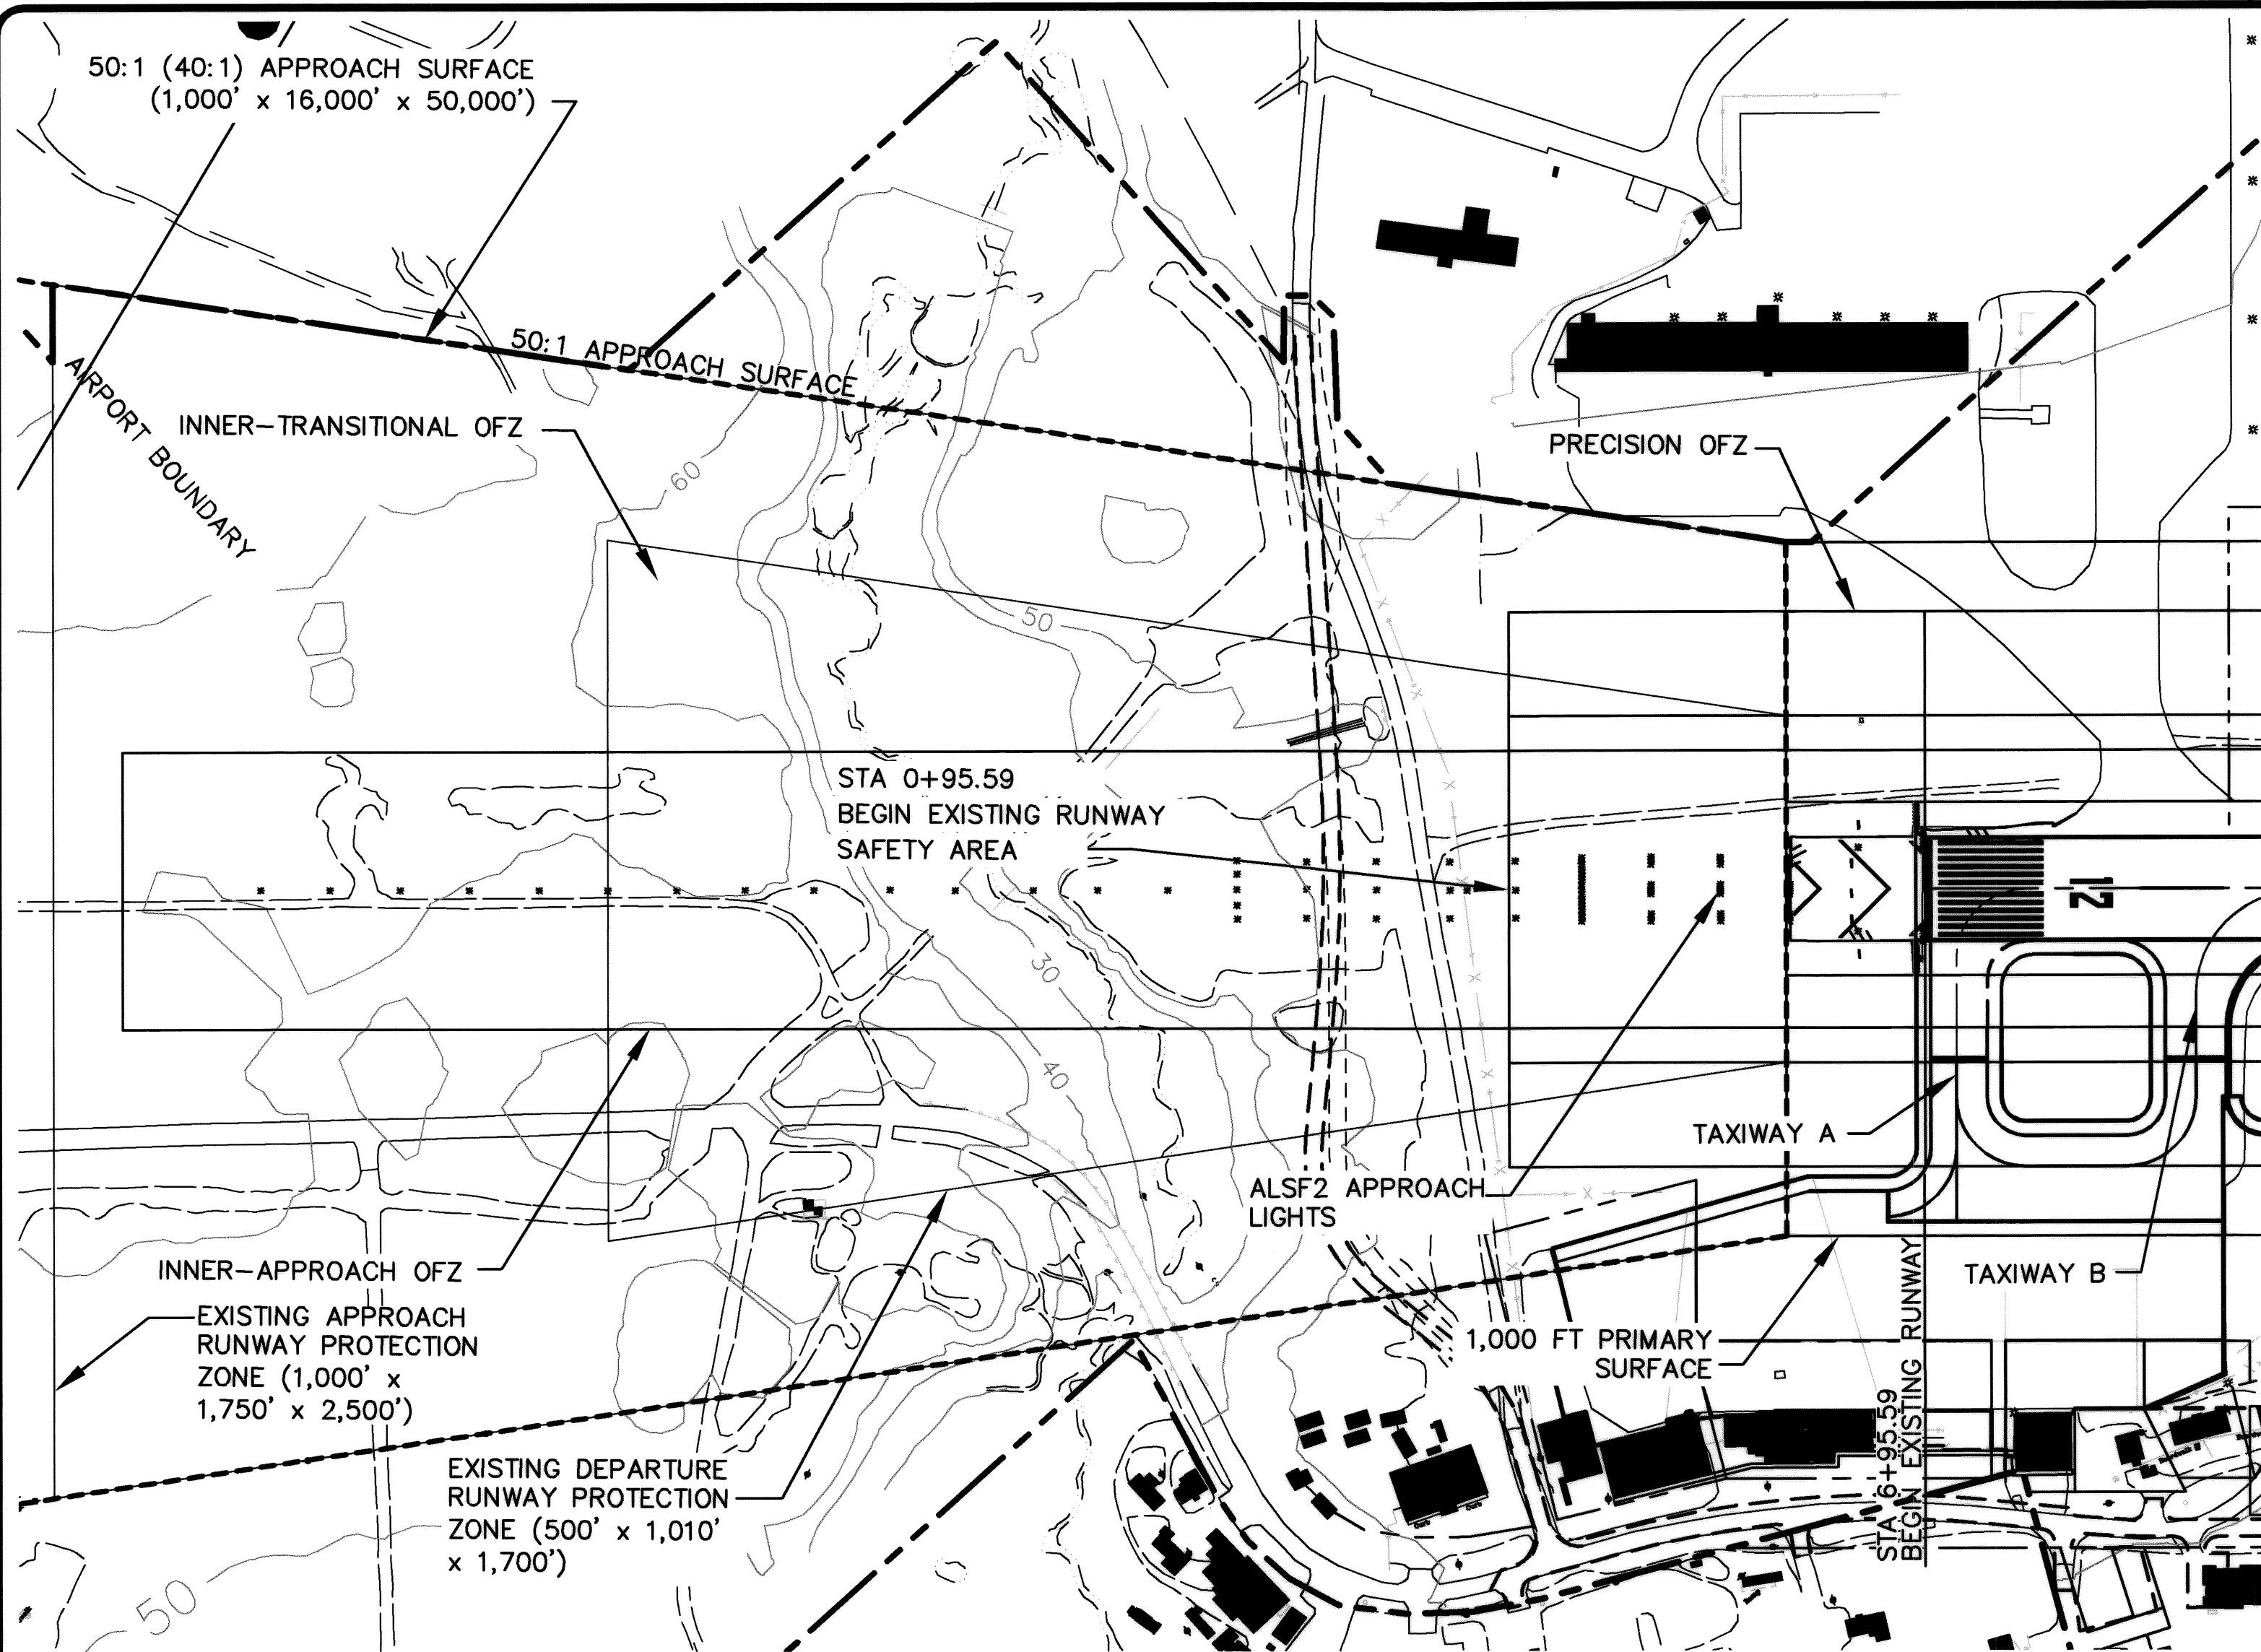 50:1 (40:1) APPROACH SURFACE
(1,000' x 16,000' x 50,000')
50:1 APPROACH SURFACE
AIRPORT BOUNDARY
INNER-TRANSITIONAL OFZ
PRECISION OFZ
60
50
STA 0+95.59
BEGIN EXISTING RUNWAY
SAFETY AREA
12
30
40
TAXIWAY A
ALSF2 APPROACH
LIGHTS
INNER-APPROACH OFZ
TAXIWAY B
EXISTING APPROACH
RUNWAY PROTECTION
ZONE (1,000' x
1,750' x 2,500')
1,000 FT PRIMARY
SURFACE
STA 6+95.59
BEGIN EXISTING RUNWAY
EXISTING DEPARTURE
RUNWAY PROTECTION
ZONE (500' x 1,010'
x 1,700')
50